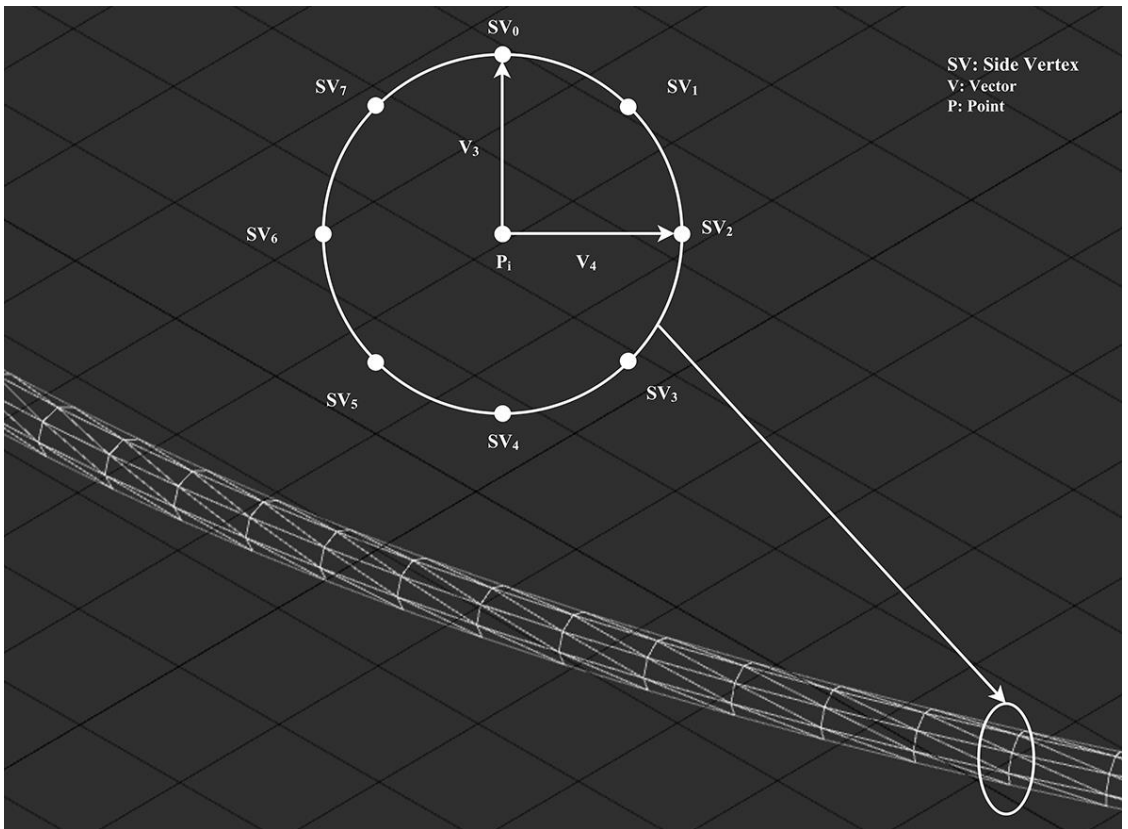 SV₀
SV: Side Vertex
V: Vector
P: Point
SV₇
SV₁
V₃
SV₆
SV₂
Pᵢ
V₄
SV₅
SV₃
SV₄